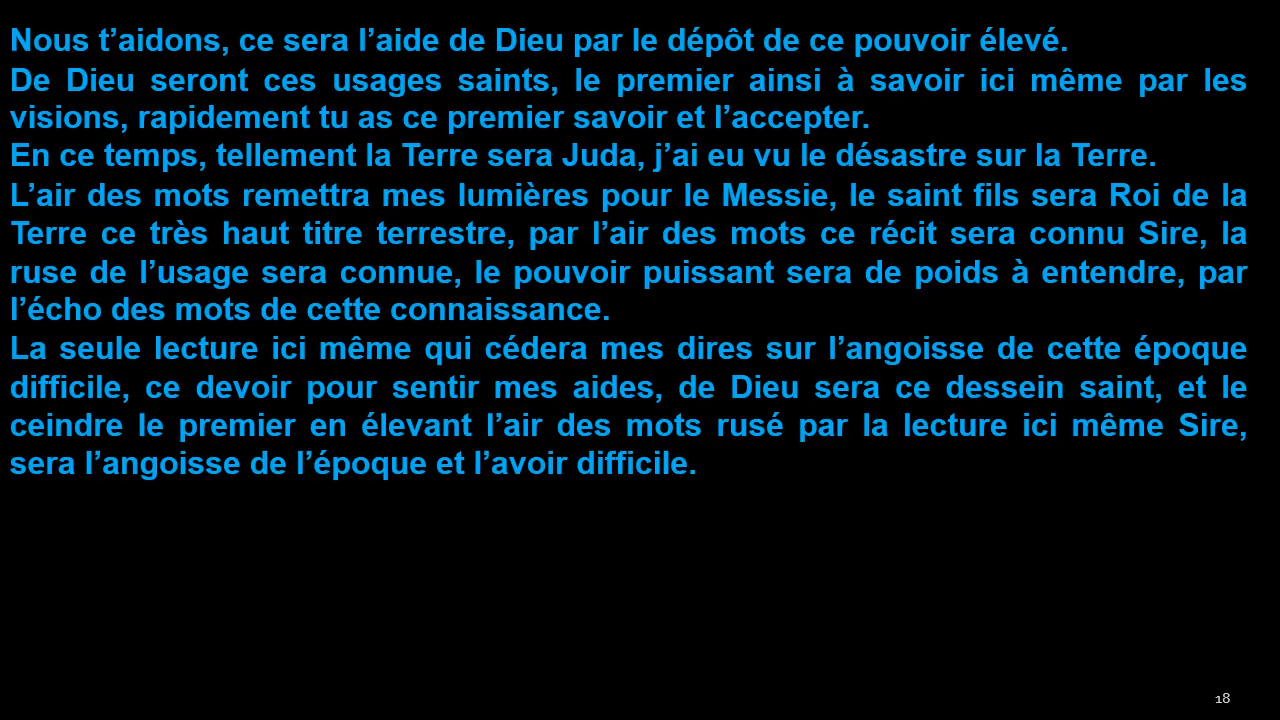 Nous t’aidons, ce sera l’aide de Dieu par le dépôt de ce pouvoir élevé.
De Dieu seront ces usages saints, le premier ainsi à savoir ici même par les
visions, rapidement tu as ce premier savoir et l’accepter.
En ce temps, tellement la Terre sera Juda, j’ai eu vu le désastre sur la Terre.
L’air des mots remettra mes lumières pour le Messie, le saint fils sera Roi de la
Terre ce très haut titre terrestre, par l’air des mots ce récit sera connu Sire, la
ruse de l’usage sera connue, le pouvoir puissant sera de poids à entendre, par
l’écho des mots de cette connaissance.
La seule lecture ici même qui cédera mes dires sur l’angoisse de cette époque
difficile, ce devoir pour sentir mes aides, de Dieu sera ce dessein saint, et le
ceindre le premier en élevant l’air des mots rusé par la lecture ici même Sire,
sera l’angoisse de l’époque et l’avoir difficile.
18